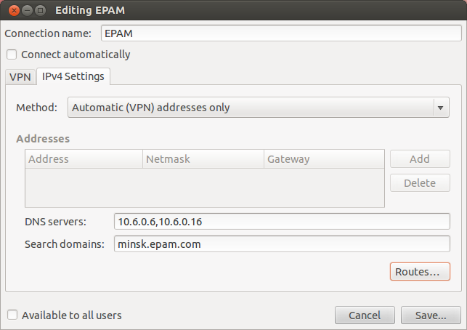 Editing EPAM
Connection name: EPAM
Connect automatically
VPN IPv4 Settings
Method: Automatic (VPN) addresses only
Addresses
Address Netmask Gateway Add
Delete
DNS servers: 10.6.0.6,10.6.0.16
Search domains: minsk.epam.com
Routes...
Available to all users Cancel Save...